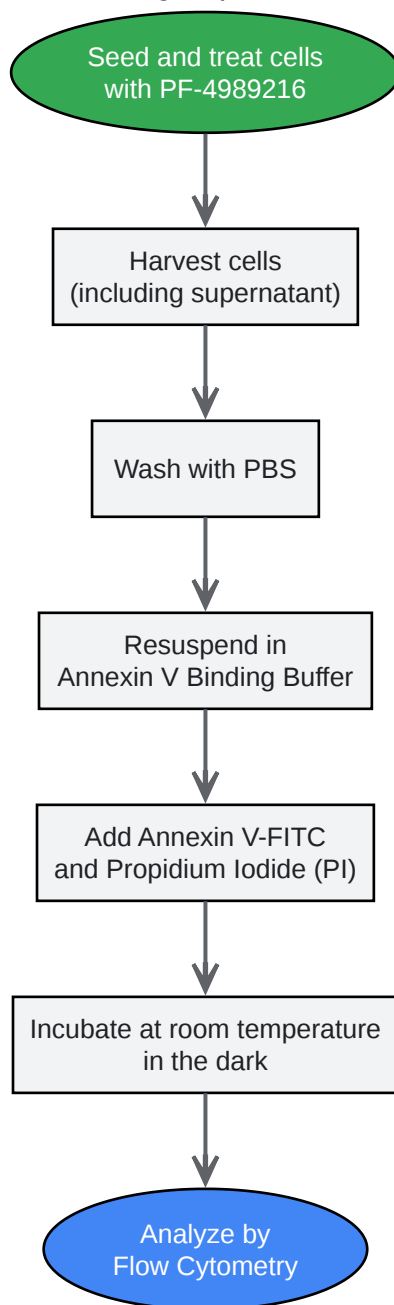 Seed and treat cells
with PF-4989216
Harvest cells
(including supernatant)
Wash with PBS
Resuspend in
Annexin V Binding Buffer
Add Annexin V-FITC
and Propidium Iodide (PI)
Incubate at room temperature
in the dark
Analyze by
Flow Cytometry